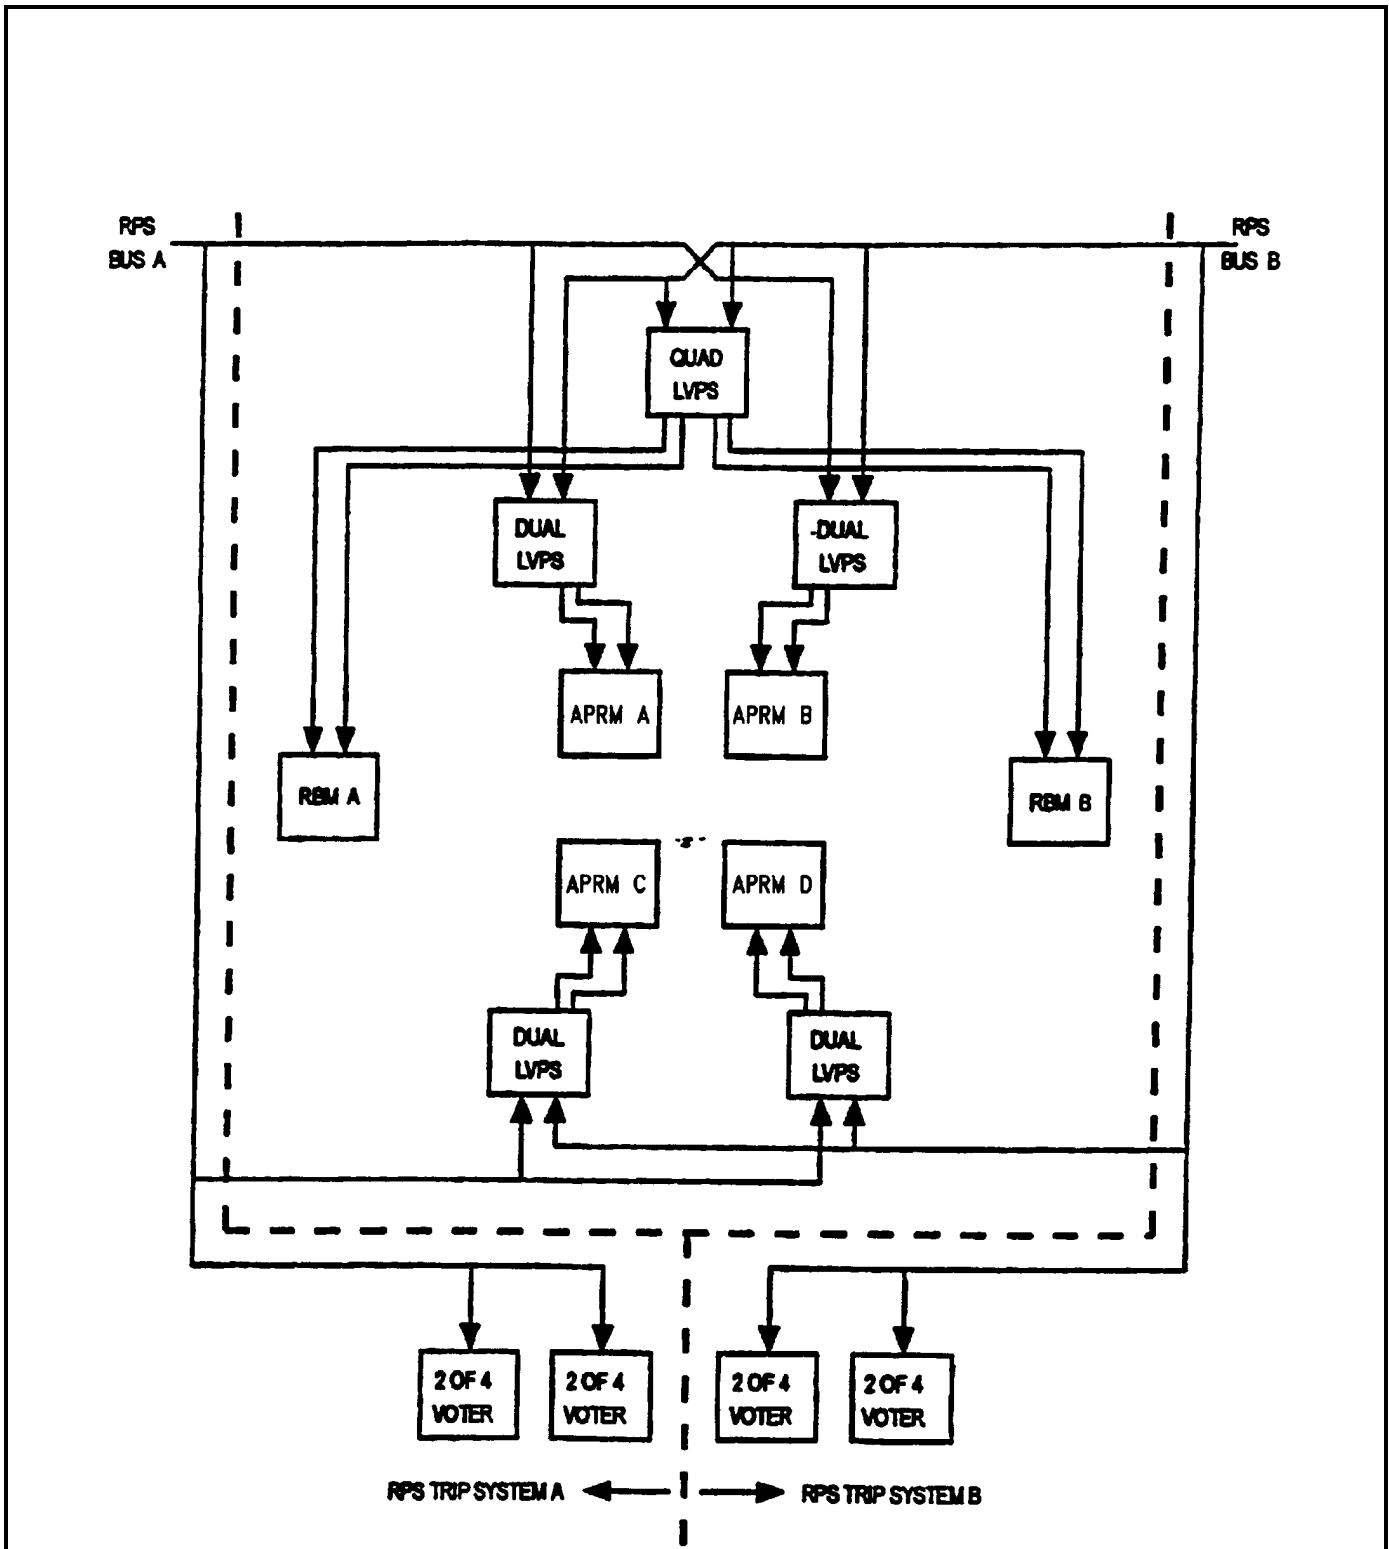 RPS
BUS A
RPS
BUS B
QUAD
LVPS
DUAL
LVPS
-DUAL
LVPS
APRM A
APRM B
RBM A
RBM B
APRM C
APRM D
DUAL
LVPS
DUAL
LVPS
2 OF 4
VOTER
2 OF 4
VOTER
2 OF 4
VOTER
2 OF 4
VOTER
RPS TRIP SYSTEM A
RPS TRIP SYSTEM B